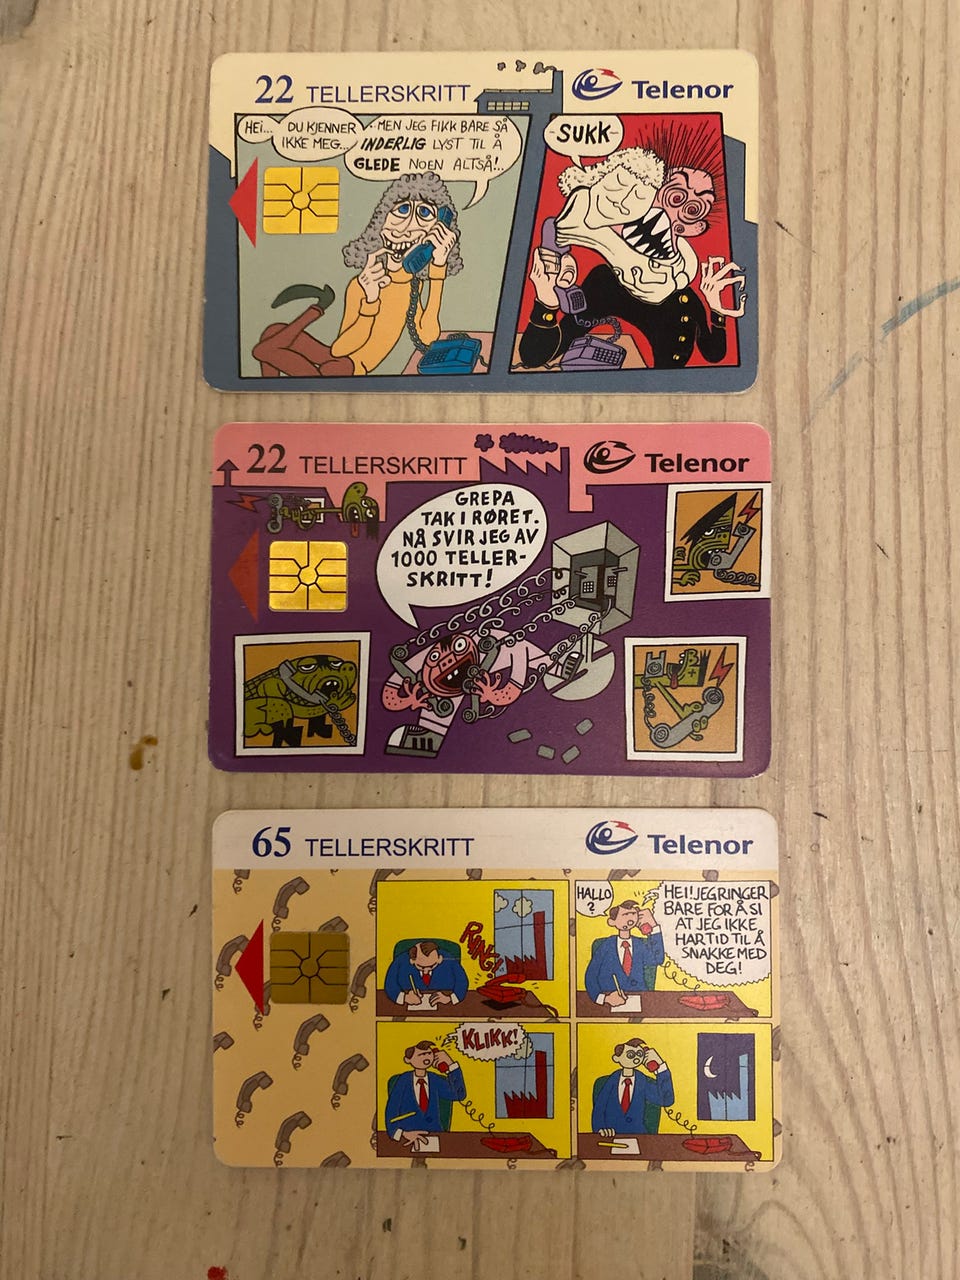 22 TELLERSKRITT
Telenor
HEI...
DU KJENNER
IKKE MEG...
...MEN JEG FIKK BARE SÅ
INDERLIG LYST TIL Å
GLEDE NOEN ALTSÅ!..
-SUKK-
22 TELLERSKRITT
Telenor
GREPA
TAK I RØRET.
NÅ SVIR JEG AV
1000 TELLER-
SKRITT!
65 TELLERSKRITT
Telenor
RING!
HALLO
?
HEI! JEG RINGER
BARE FOR Å SI
AT JEG IKKE
HAR TID TIL Å
SNAKKE MED
DEG!
KLIKK!